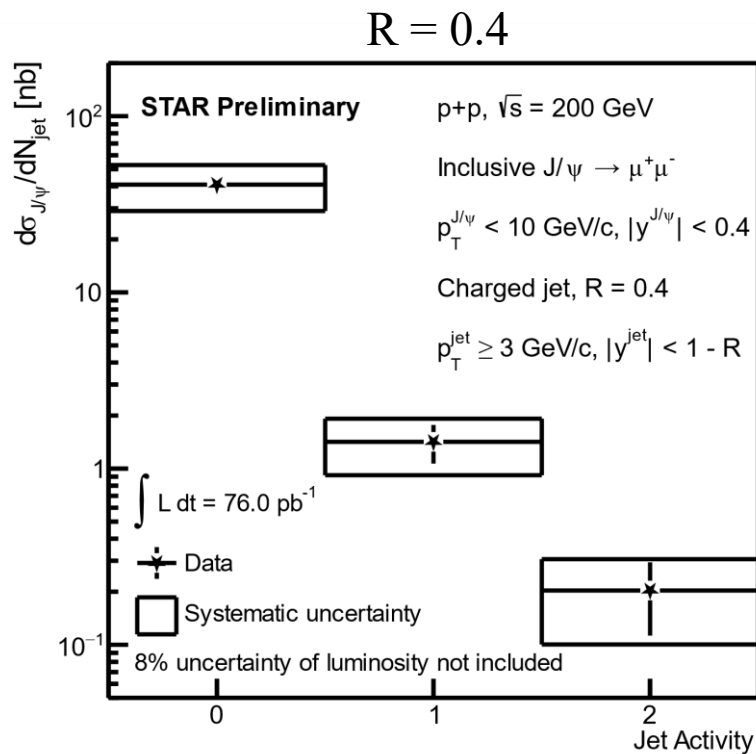 R = 0.4
STAR Preliminary
p+p, √s = 200 GeV
Inclusive J/ψ → μ⁺μ⁻
p_T^{J/ψ} < 10 GeV/c, |y^{J/ψ}| < 0.4
Charged jet, R = 0.4
p_T^{jet} ≥ 3 GeV/c, |y^{jet}| < 1 - R
dσ_{J/ψ}/dN_{jet} [nb]
10²
10
1
10⁻¹
∫ L dt = 76.0 pb⁻¹
Data
Systematic uncertainty
8% uncertainty of luminosity not included
0 1 2
Jet Activity